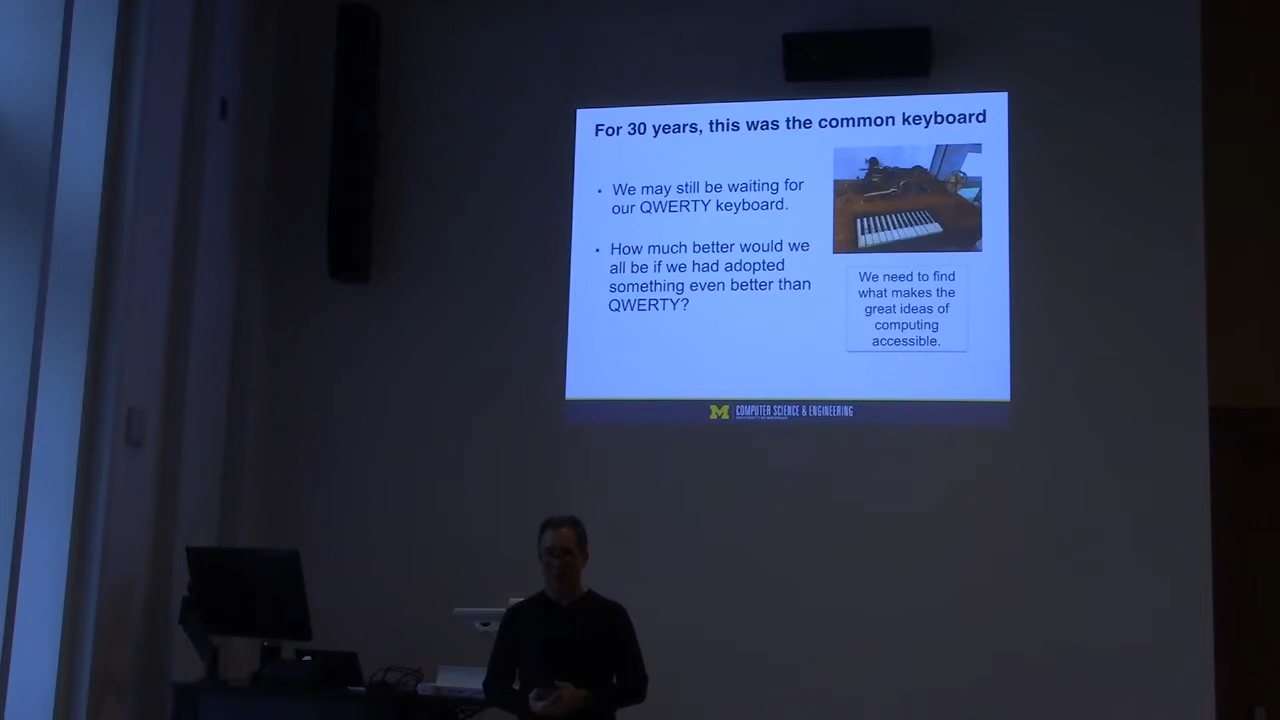 For 30 years, this was the common keyboard
• We may still be waiting for
our QWERTY keyboard.
• How much better would we
all be if we had adopted
something even better than
QWERTY?
We need to find
what makes the
great ideas of
computing
accessible.
M COMPUTER SCIENCE & ENGINEERING